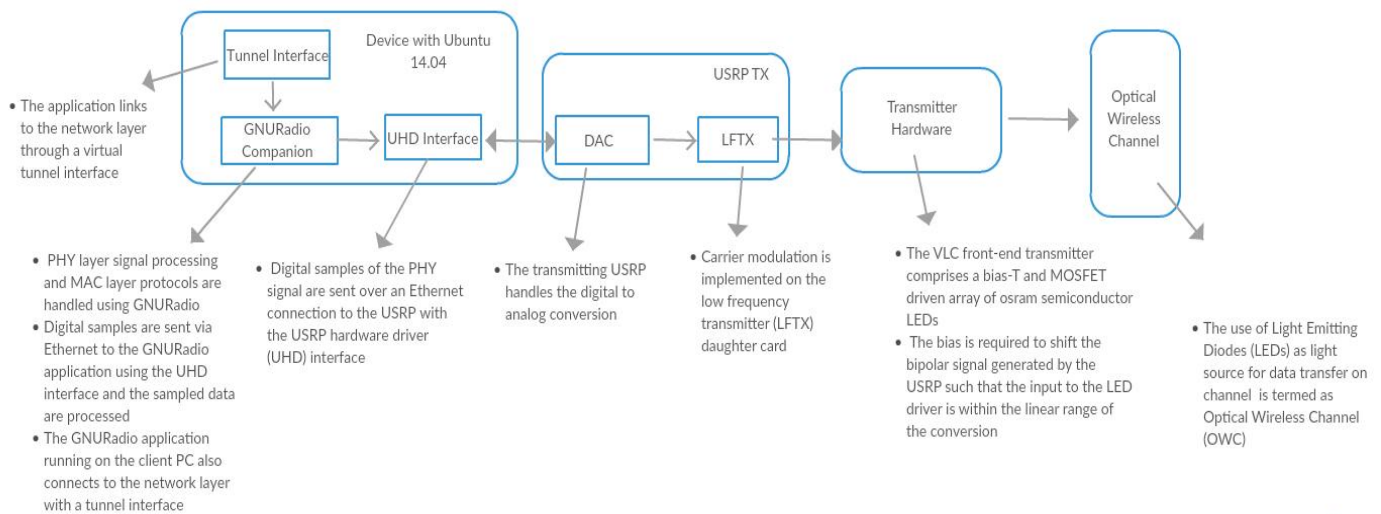 Tunnel Interface
Device with Ubuntu
14.04
GNURadio
Companion
UHD Interface
USRP TX
DAC
LFTX
Transmitter
Hardware
Optical
Wireless
Channel
• The application links
to the network layer
through a virtual
tunnel interface
• PHY layer signal processing
and MAC layer protocols are
handled using GNURadio
• Digital samples are sent via
Ethernet to the GNURadio
application using the UHD
interface and the sampled data
are processed
• The GNURadio application
running on the client PC also
connects to the network layer
with a tunnel interface
• Digital samples of the PHY
signal are sent over an Ethernet
connection to the USRP with
the USRP hardware driver
(UHD) interface
• The transmitting USRP
handles the digital to
analog conversion
• Carrier modulation is
implemented on the
low frequency
transmitter (LFTX)
daughter card
• The VLC front-end transmitter
comprises a bias-T and MOSFET
driven array of osram semiconductor
LEDs
• The bias is required to shift the
bipolar signal generated by the
USRP such that the input to the LED
driver is within the linear range of
the conversion
• The use of Light Emitting
Diodes (LEDs) as light
source for data transfer on
channel is termed as
Optical Wireless Channel
(OWC)